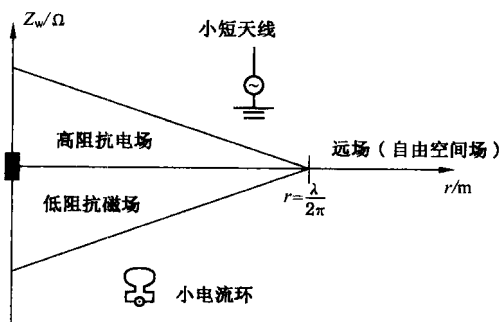 Zw/Ω
小短天线
~
高阻抗电场
远场（自由空间场）
r=λ/2π
r/m
低阻抗磁场
小电流环